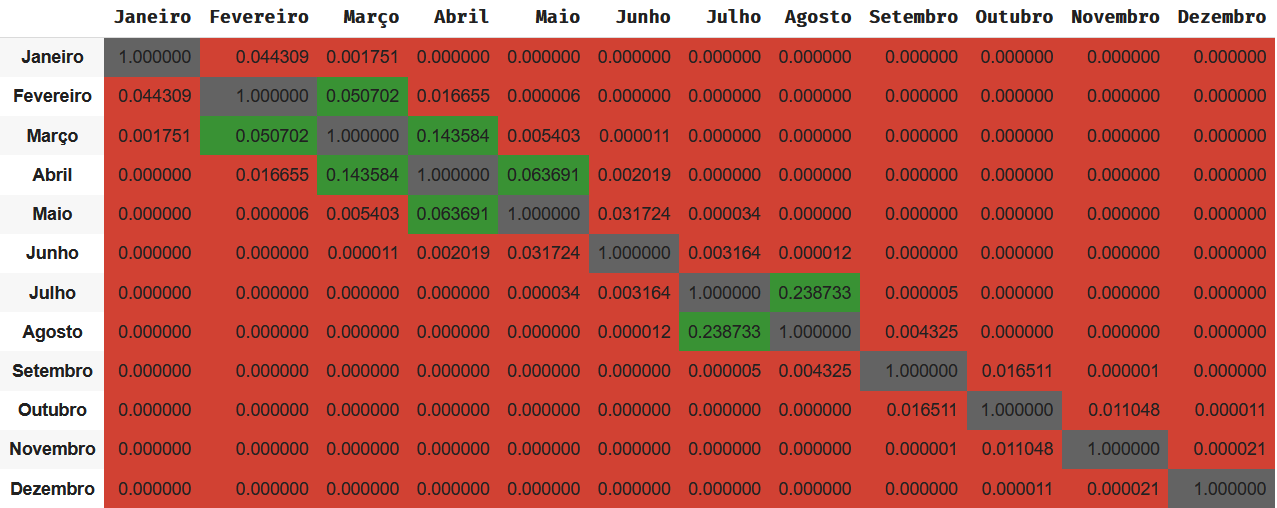 Janeiro Fevereiro Março Abril Maio Junho Julho Agosto Setembro Outubro Novembro Dezembro
Janeiro 1.000000 0.044309 0.001751 0.000000 0.000000 0.000000 0.000000 0.000000 0.000000 0.000000 0.000000 0.000000
Fevereiro 0.044309 1.000000 0.050702 0.016655 0.000006 0.000000 0.000000 0.000000 0.000000 0.000000 0.000000 0.000000
Março 0.001751 0.050702 1.000000 0.143584 0.005403 0.000011 0.000000 0.000000 0.000000 0.000000 0.000000 0.000000
Abril 0.000000 0.016655 0.143584 1.000000 0.063691 0.002019 0.000000 0.000000 0.000000 0.000000 0.000000 0.000000
Maio 0.000000 0.000006 0.005403 0.063691 1.000000 0.031724 0.000034 0.000000 0.000000 0.000000 0.000000 0.000000
Junho 0.000000 0.000000 0.000011 0.002019 0.031724 1.000000 0.003164 0.000012 0.000000 0.000000 0.000000 0.000000
Julho 0.000000 0.000000 0.000000 0.000000 0.000034 0.003164 1.000000 0.238733 0.000005 0.000000 0.000000 0.000000
Agosto 0.000000 0.000000 0.000000 0.000000 0.000000 0.000012 0.238733 1.000000 0.004325 0.000000 0.000000 0.000000
Setembro 0.000000 0.000000 0.000000 0.000000 0.000000 0.000000 0.000005 0.004325 1.000000 0.016511 0.000001 0.000000
Outubro 0.000000 0.000000 0.000000 0.000000 0.000000 0.000000 0.000000 0.000000 0.016511 1.000000 0.011048 0.000011
Novembro 0.000000 0.000000 0.000000 0.000000 0.000000 0.000000 0.000000 0.000000 0.000001 0.011048 1.000000 0.000021
Dezembro 0.000000 0.000000 0.000000 0.000000 0.000000 0.000000 0.000000 0.000000 0.000000 0.000011 0.000021 1.000000